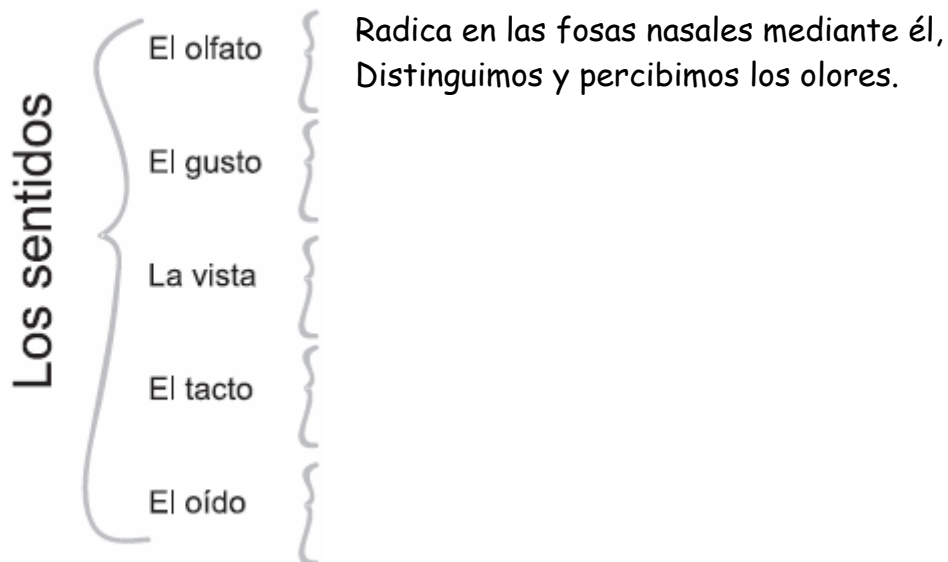 Los sentidos
El olfato
Radica en las fosas nasales mediante él,
Distinguimos y percibimos los olores.
El gusto
La vista
El tacto
El oído